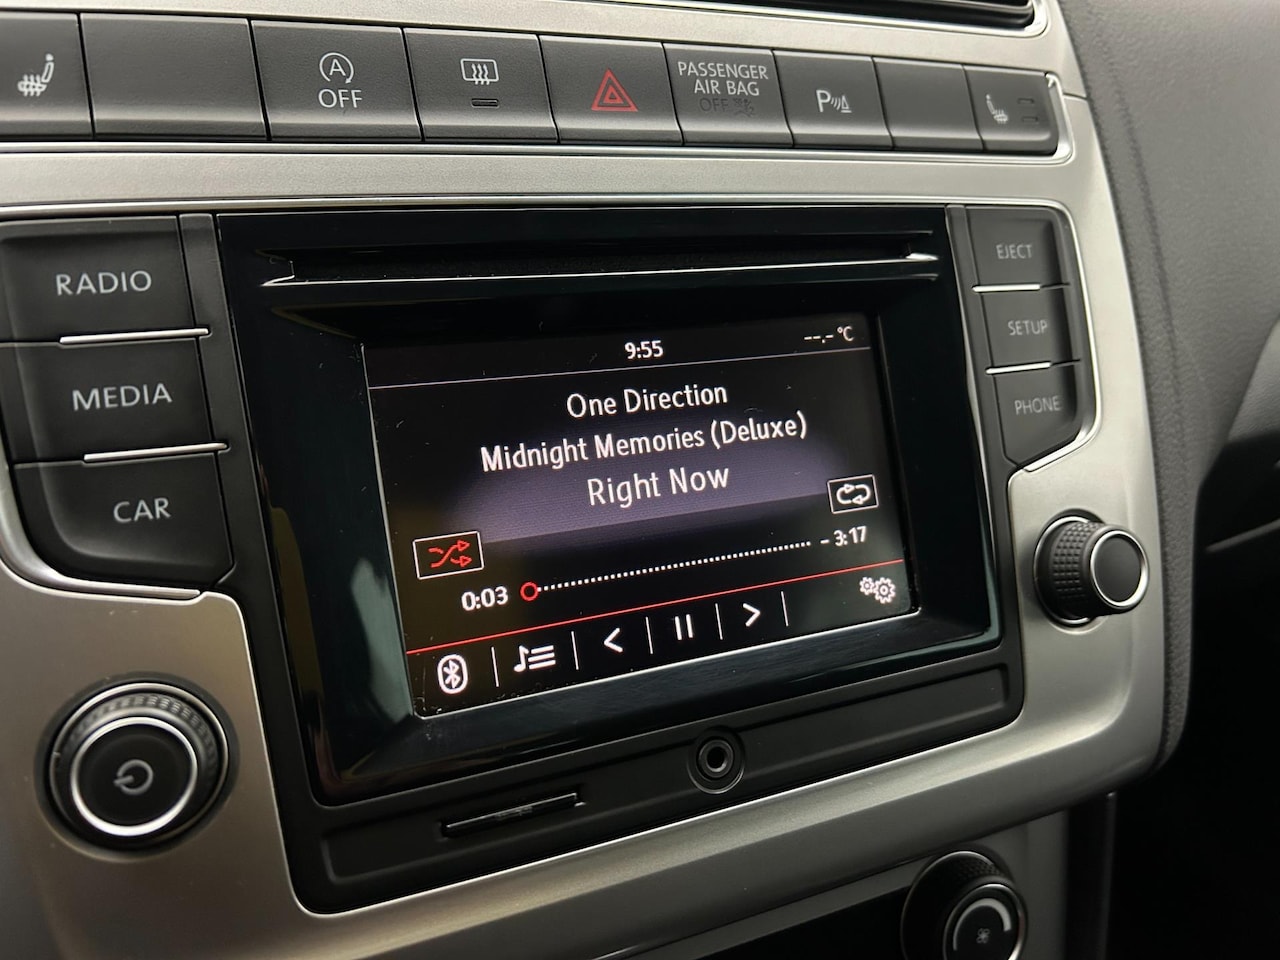 A
OFF
PASSENGER
AIR BAG
OFF
P
RADIO
MEDIA
CAR
EJECT
SETUP
PHONE
9:55
--.- °C
One Direction
Midnight Memories (Deluxe)
Right Now
0:03
- 3:17